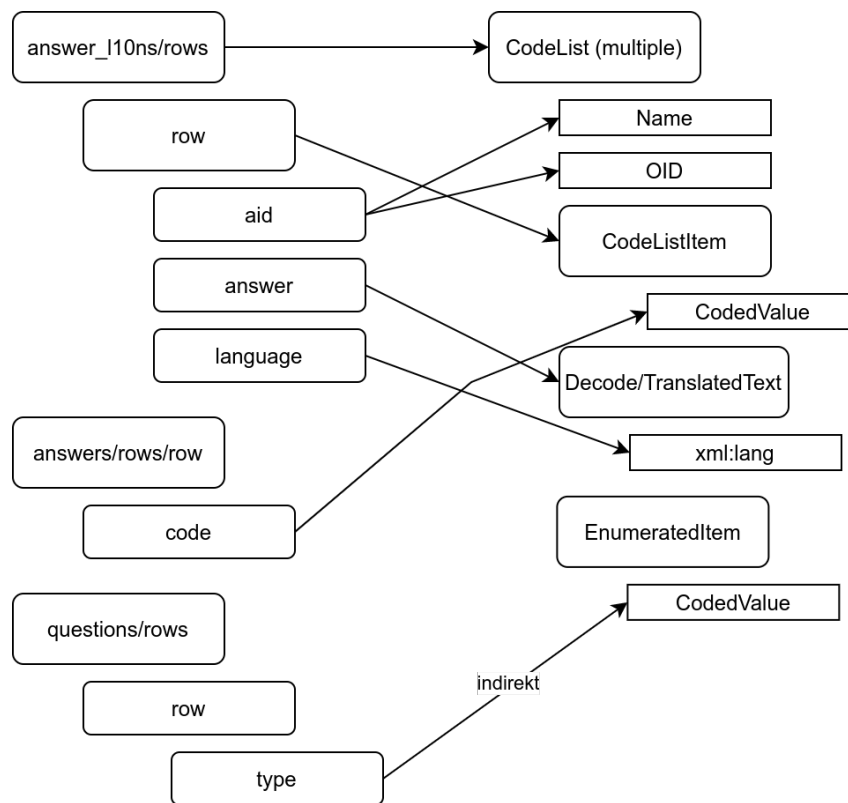 answer_l10ns/rows
CodeList (multiple)
row
Name
OID
aid
CodeListItem
answer
CodedValue
language
Decode/TranslatedText
answers/rows/row
xml:lang
code
EnumeratedItem
questions/rows
CodedValue
indirekt
row
type